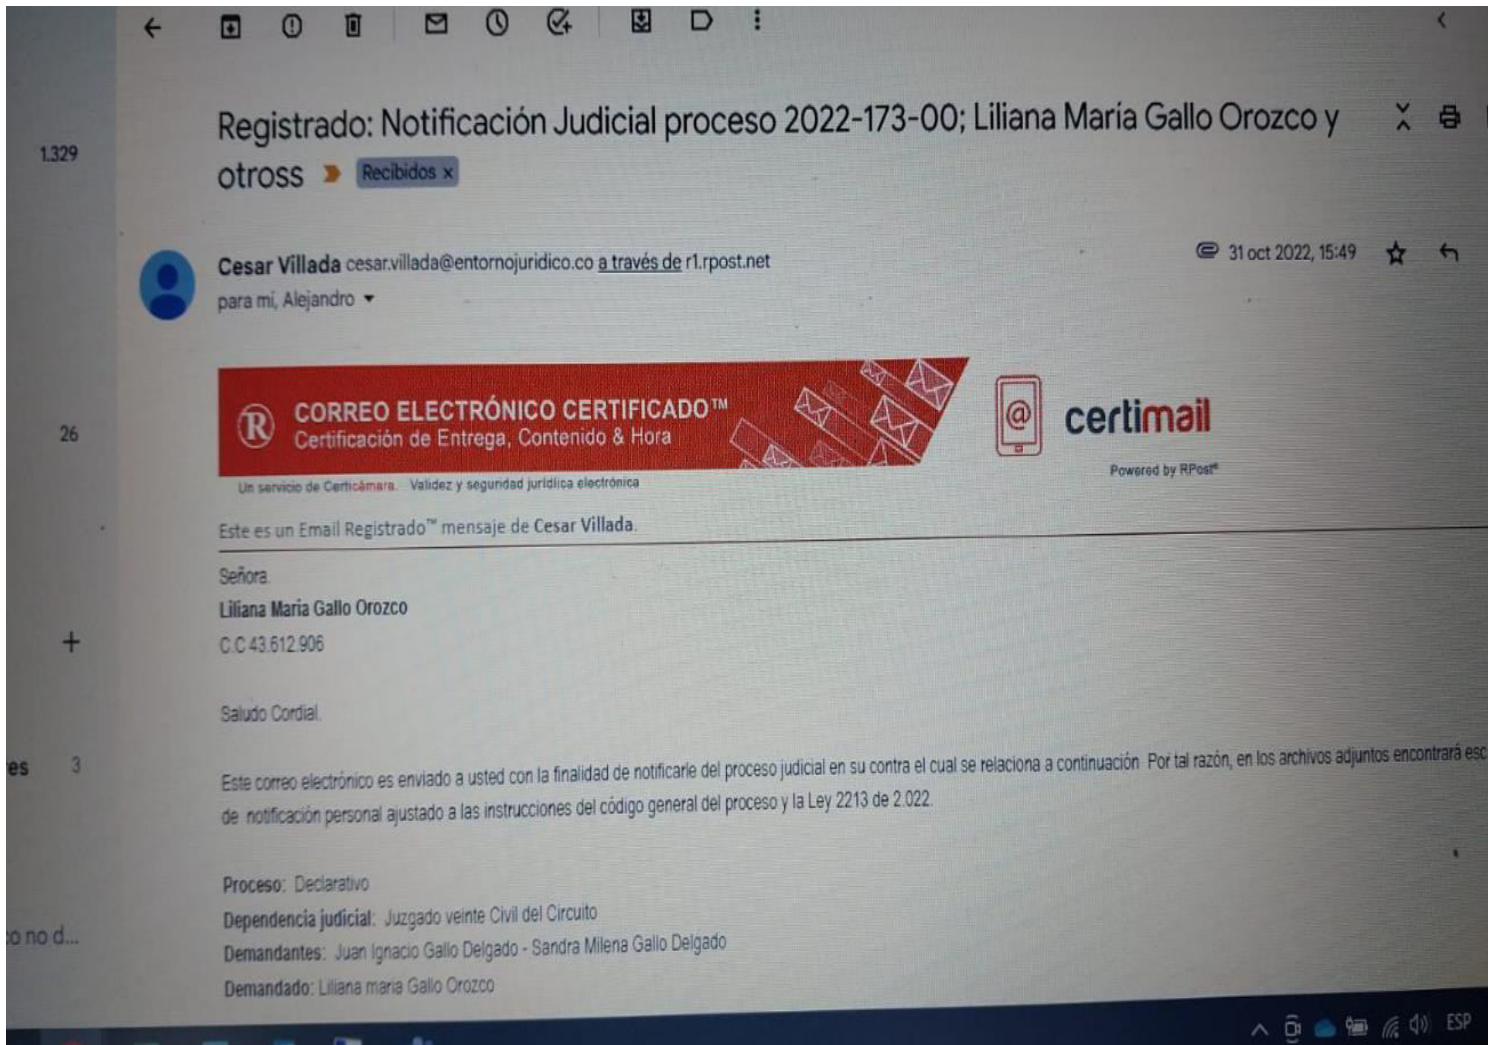 1.329
26
es 3
o no d...
Registrado: Notificación Judicial proceso 2022-173-00; Liliana María Gallo Orozco y
otross Recibidos x
Cesar Villada cesar.villada@entornojuridico.co a través de r1.rpost.net
31 oct 2022, 15:49
para mí, Alejandro
R CORREO ELECTRÓNICO CERTIFICADO™
Certificación de Entrega, Contenido & Hora
@ certimail
Powered by RPost®
Un servicio de Certicámara. Validez y seguridad jurídica electrónica
Este es un Email Registrado™ mensaje de Cesar Villada.
Señora.
Liliana Maria Gallo Orozco
C.C 43.612.906
Saludo Cordial.
Este correo electrónico es enviado a usted con la finalidad de notificarle del proceso judicial en su contra el cual se relaciona a continuación. Por tal razón, en los archivos adjuntos encontrará esc
de notificación personal ajustado a las instrucciones del código general del proceso y la Ley 2213 de 2.022.
Proceso: Declarativo
Dependencia judicial: Juzgado veinte Civil del Circuito
Demandantes: Juan Ignacio Gallo Delgado - Sandra Milena Gallo Delgado
Demandado: Liliana maria Gallo Orozco
ESP